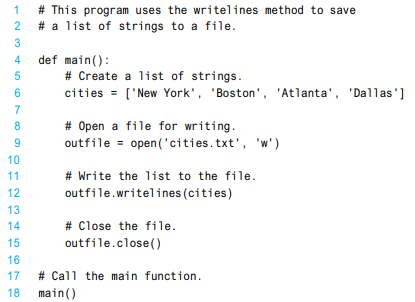 1 # This program uses the writelines method to save
2 # a list of strings to a file.
3
4 def main():
5     # Create a list of strings.
6     cities = ['New York', 'Boston', 'Atlanta', 'Dallas']
7
8     # Open a file for writing.
9     outfile = open('cities.txt', 'w')
10
11     # Write the list to the file.
12     outfile.writelines(cities)
13
14     # Close the file.
15     outfile.close()
16
17 # Call the main function.
18 main()